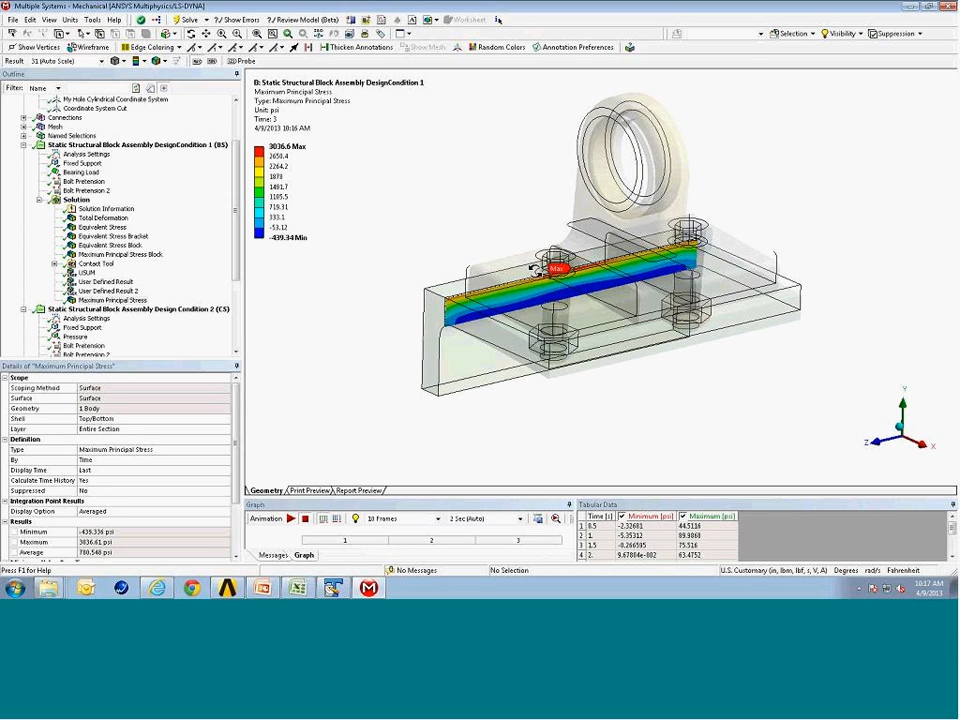 Multiple Systems - Mechanical [ANSYS Multiphysics/LS-DYNA]
File Edit View Units Tools Help Solve ?/ Show Errors ?/ Review Model (Beta) Worksheet
Selection Visibility Suppression
Show Vertices Wireframe Edge Coloring Thicken Annotations Show Mesh Random Colors Annotation Preferences
Result 31 (Auto Scale) Probe
Outline
Filter: Name
My Hole Cylindrical Coordinate System
Coordinate System Cut
Connections
Mesh
Named Selections
Static Structural Block Assembly DesignCondition 1 (B5)
Analysis Settings
Fixed Support
Bearing Load
Bolt Pretension
Bolt Pretension 2
Solution
Solution Information
Total Deformation
Equivalent Stress
Equivalent Stress Bracket
Equivalent Stress Block
Maximum Principal Stress Block
Contact Tool
USUM
User Defined Result
User Defined Result 2
Maximum Principal Stress
Static Structural Block Assembly Design Condition 2 (C5)
Analysis Settings
Fixed Support
Pressure
Bolt Pretension
Bolt Pretension 2
Details of "Maximum Principal Stress"
Scope
Scoping Method Surface
Surface Surface
Geometry 1 Body
Shell Top/Bottom
Layer Entire Section
Definition
Type Maximum Principal Stress
By Time
Display Time Last
Calculate Time History Yes
Suppressed No
Integration Point Results
Display Option Averaged
Results
Minimum -439.336 psi
Maximum 3036.61 psi
Average 780.548 psi
B: Static Structural Block Assembly DesignCondition 1
Maximum Principal Stress
Type: Maximum Principal Stress
Unit: psi
Time: 3
4/9/2013 10:16 AM
3036.6 Max
2650.4
2264.2
1878
1491.7
1105.5
719.31
333.1
-53.12
-439.34 Min
Max
Y
Z
X
Geometry Print Preview Report Preview
Graph
Animation 10 Frames 2 Sec (Auto)
1 2 3
Messages Graph
Tabular Data
Time [s] Minimum [psi] Maximum [psi]
1 0.5 -2.32681 44.5116
2 1. -5.35312 89.9868
3 1.5 -0.266595 75.516
4 2. 9.67884e-002 63.4752
Press F1 for Help No Messages No Selection U.S. Customary (in, lbm, lbf, s, V, A) Degrees rad/s Fahrenheit
10:17 AM
4/9/2013